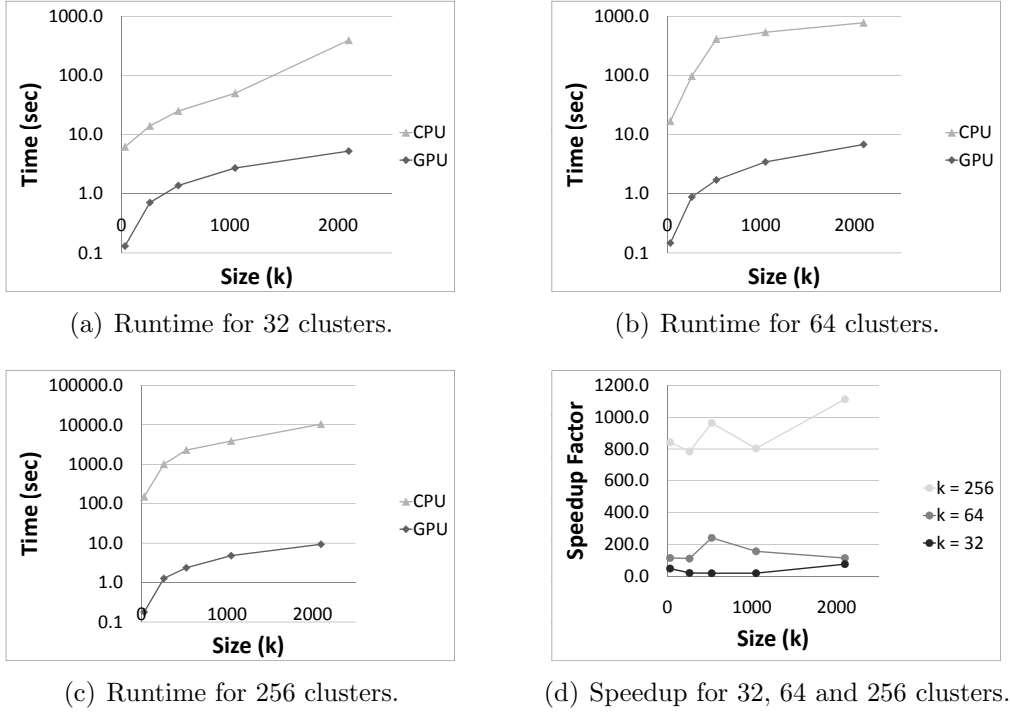 1000.0
100.0
10.0
1.0
0.1
Time (sec)
0 1000 2000
Size (k)
CPU
GPU
(a) Runtime for 32 clusters.
1000.0
100.0
10.0
1.0
0.1
Time (sec)
0 1000 2000
Size (k)
CPU
GPU
(b) Runtime for 64 clusters.
100000.0
10000.0
1000.0
100.0
10.0
1.0
0.1
Time (sec)
0 1000 2000
Size (k)
CPU
GPU
(c) Runtime for 256 clusters.
1200.0
1000.0
800.0
600.0
400.0
200.0
0.0
Speedup Factor
0 1000 2000
Size (k)
k = 256
k = 64
k = 32
(d) Speedup for 32, 64 and 256 clusters.